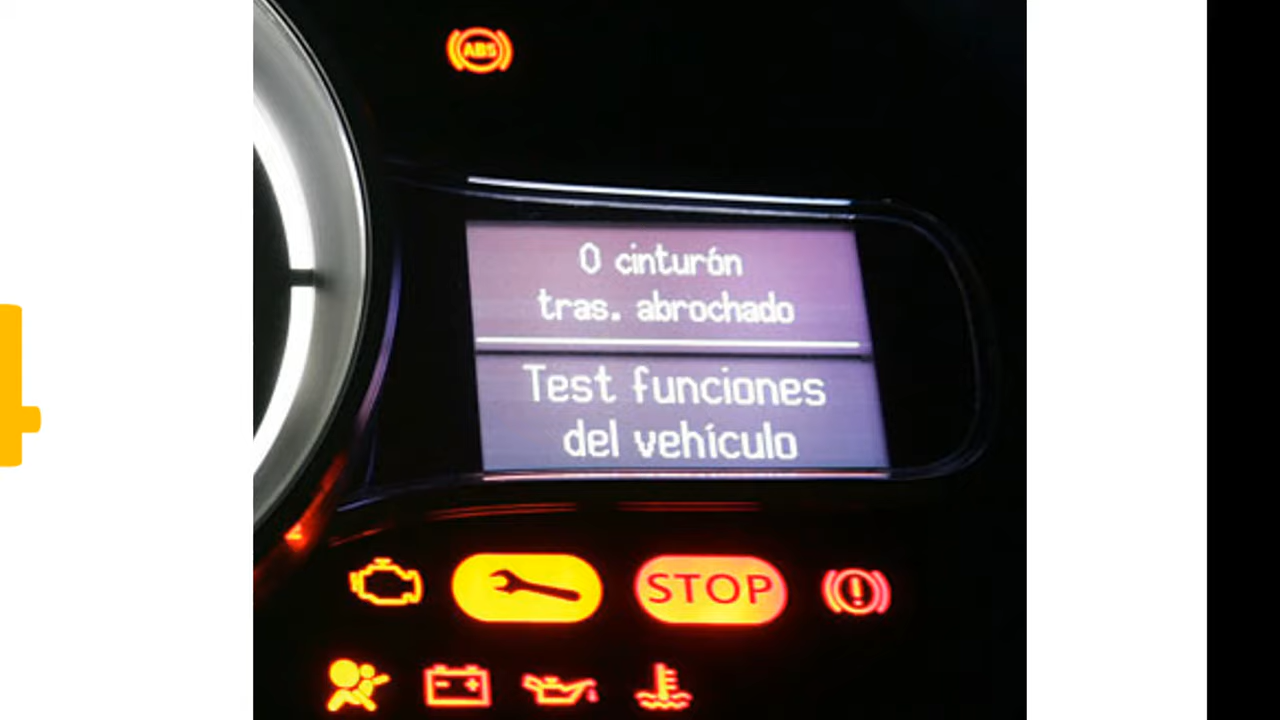 ABS
0 cinturón
tras. abrochado
Test funciones
del vehículo
STOP